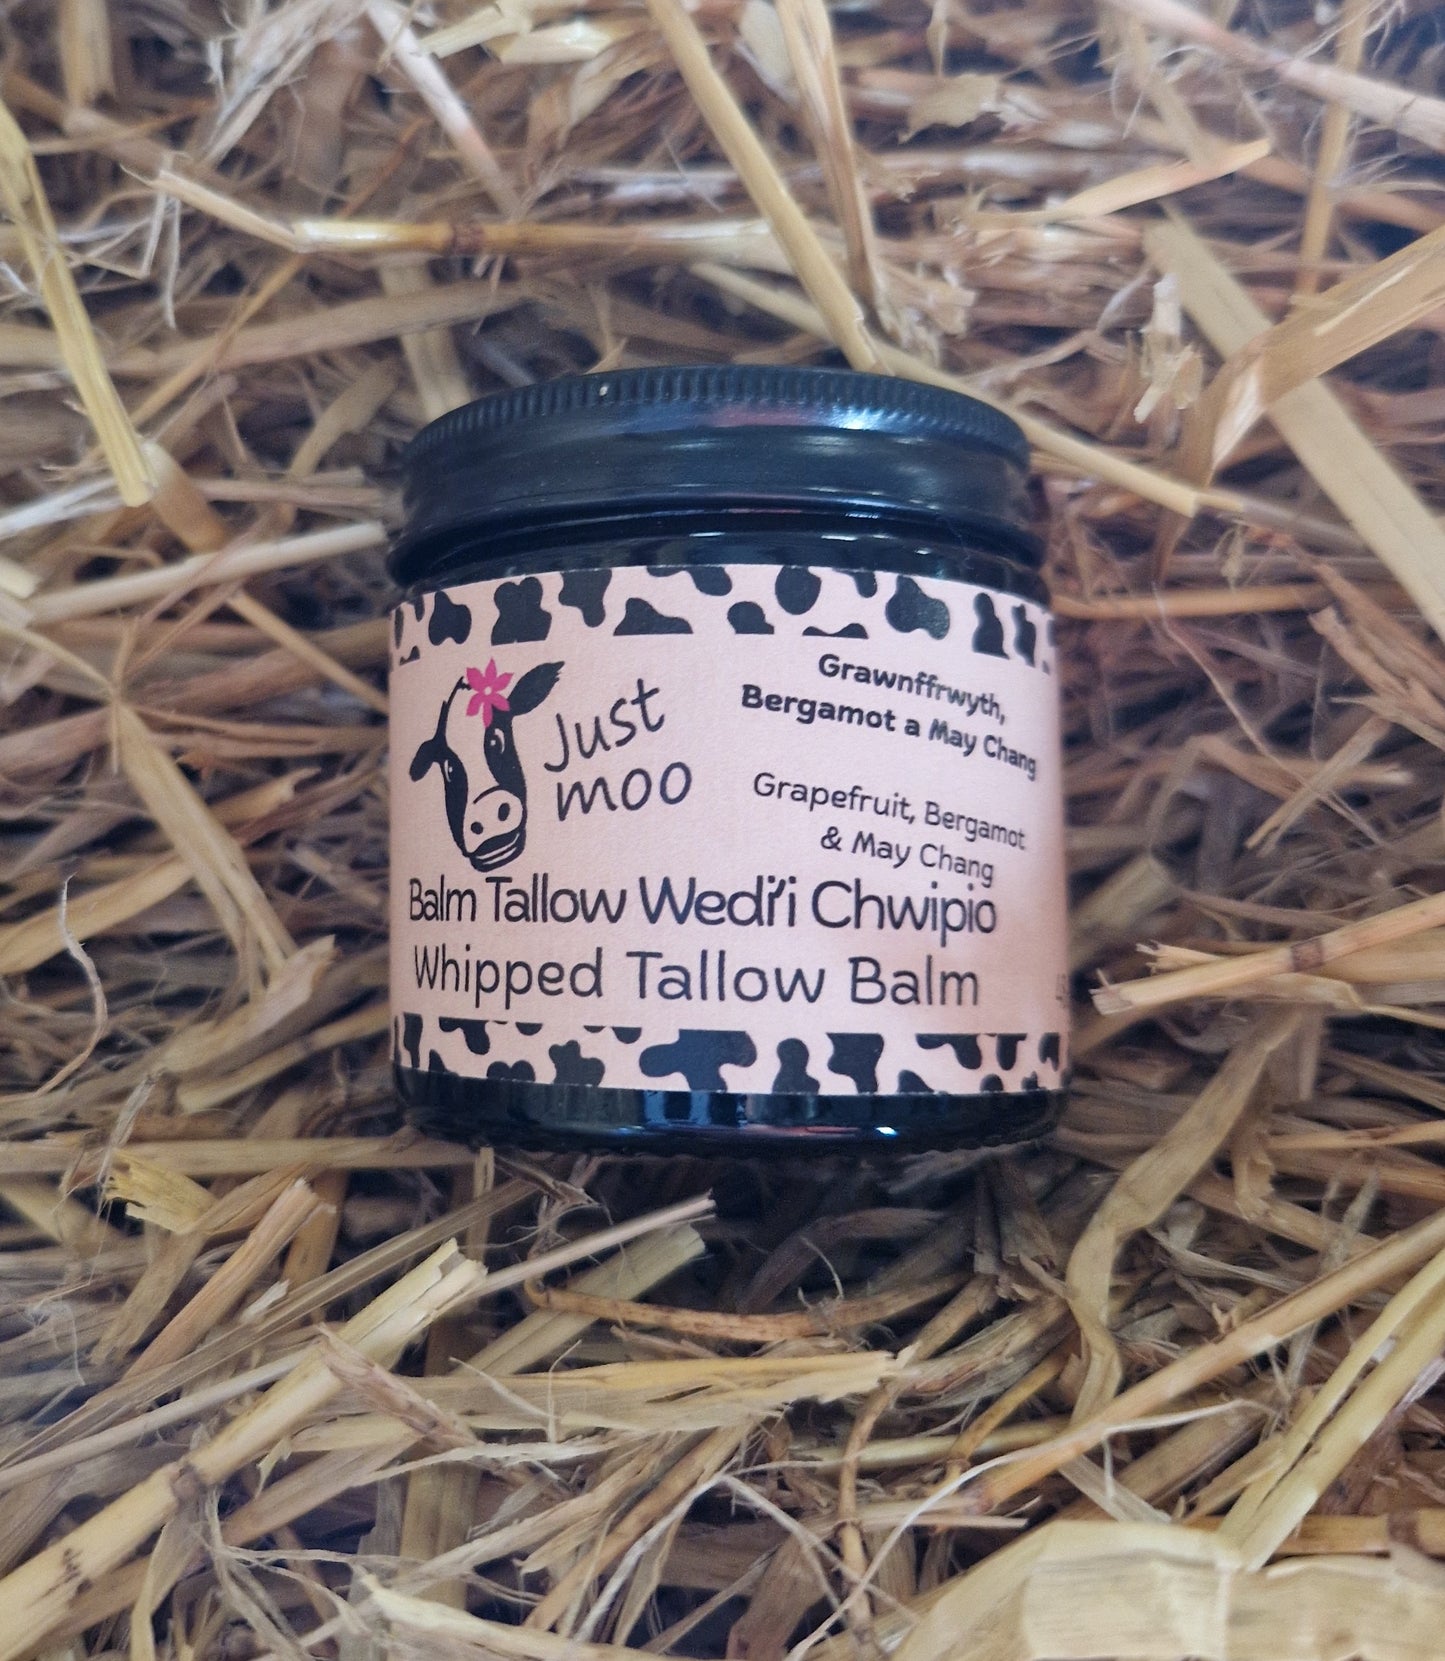 Just
moo
Grawnffrwyth,
Bergamot a May Chang
Grapefruit, Bergamot
& May Chang
Balm Tallow Wedi'i Chwipio
Whipped Tallow Balm